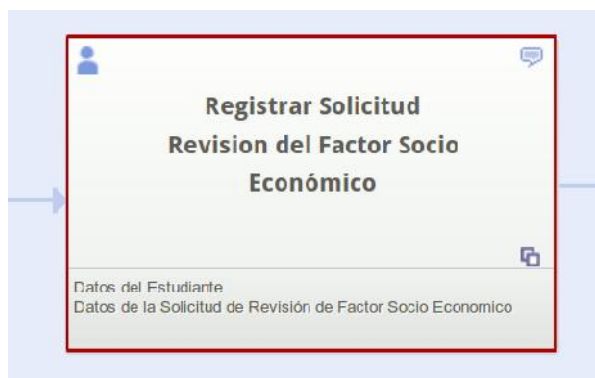 Registrar Solicitud
Revision del Factor Socio
Económico
Datos del Estudiante
Datos de la Solicitud de Revisión de Factor Socio Economico